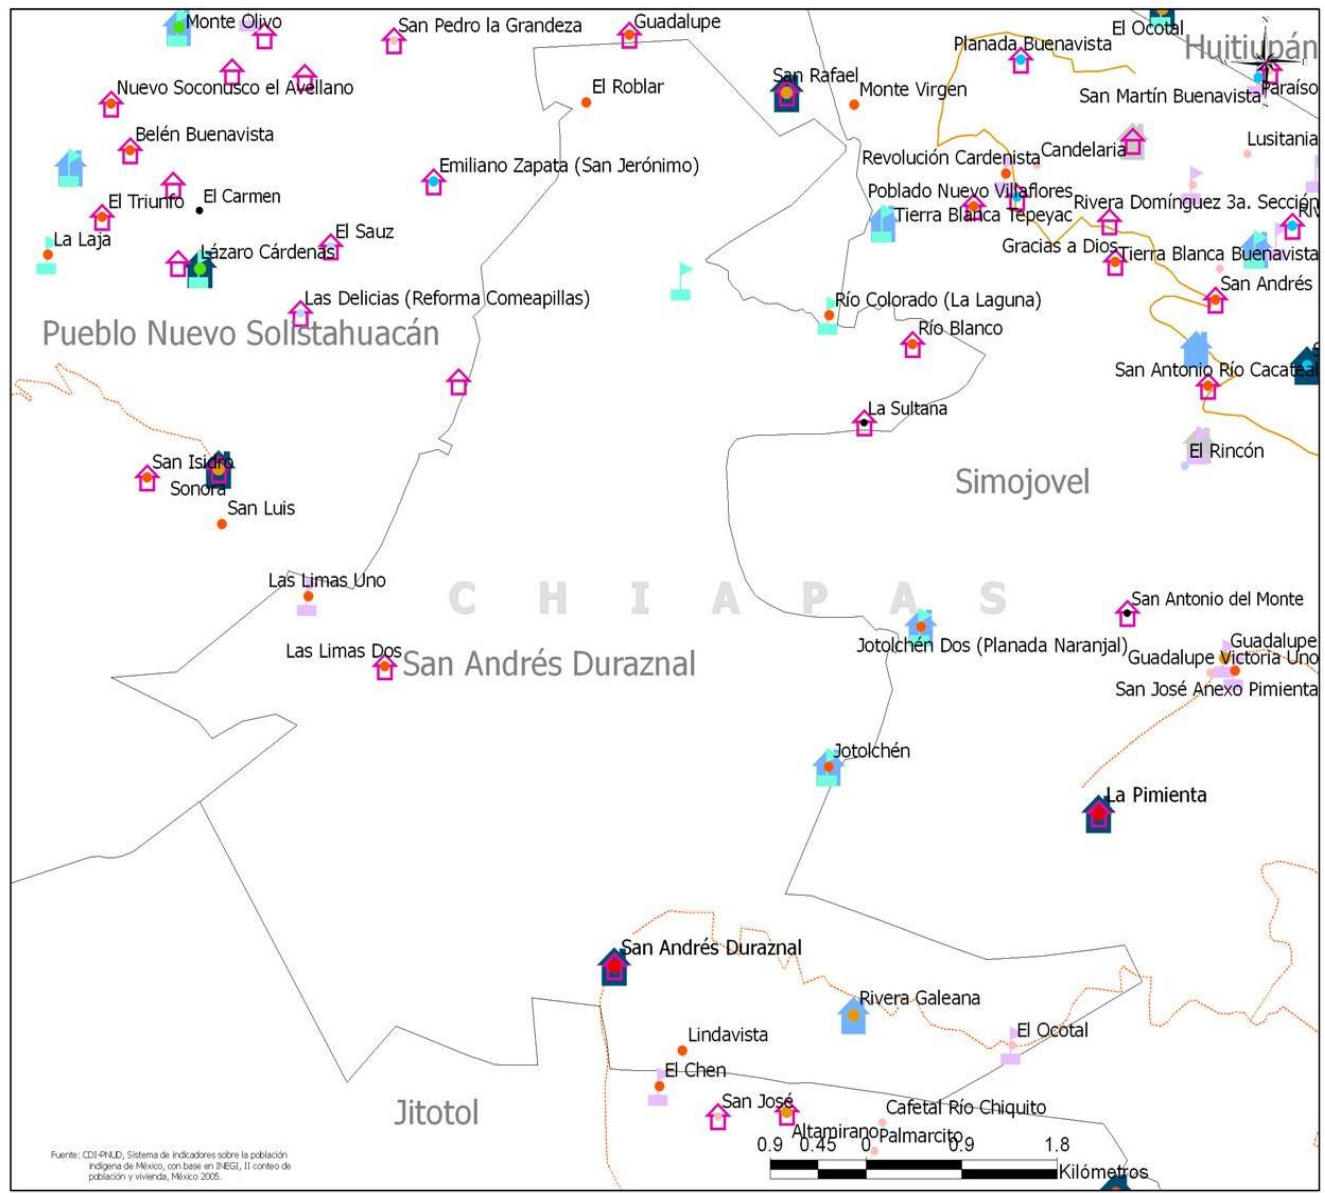 Monte Olivo
San Pedro la Grandeza
Guadalupe
El Ocotal
Huitiupán
N
Planada Buenavista
San Rafael
El Roblar
Monte Virgen
Nuevo Soconusco el Avellano
San Martín Buenavista
Paraíso
Belén Buenavista
Lusitania
Candelaria
Revolución Cardenista
Emiliano Zapata (San Jerónimo)
Poblado Nuevo Villaflores
El Carmen
El Triunfo
Rivera Domínguez 3a. Sección
Tierra Blanca Tepeyac
El Sauz
La Laja
Gracias a Dios
Lázaro Cárdenas
Tierra Blanca Buenavista
San Andrés
Las Delicias (Reforma Comeapillas)
Río Colorado (La Laguna)
Pueblo Nuevo Solistahuacán
Río Blanco
San Antonio Río Cacateal
La Sultana
El Rincón
San Isidro
Sonora
Simojovel
San Luis
Las Limas Uno
CHIAPAS
San Antonio del Monte
Jotolchén Dos (Planada Naranjal)
Guadalupe
Las Limas Dos
San Andrés Duraznal
Guadalupe Victoria Uno
San José Anexo Pimienta
Jotolchén
La Pimienta
San Andrés Duraznal
Rivera Galeana
El Ocotal
Lindavista
El Chen
San José
Jitotol
Cafetal Río Chiquito
Altamirano
Palmarcito
0.9 0.45 0 0.9 1.8
Kilómetros
Fuente: CDI-PNUD, Sistema de indicadores sobre la población
indígena de México, con base en INEGI, II conteo de
población y vivienda, México 2005.